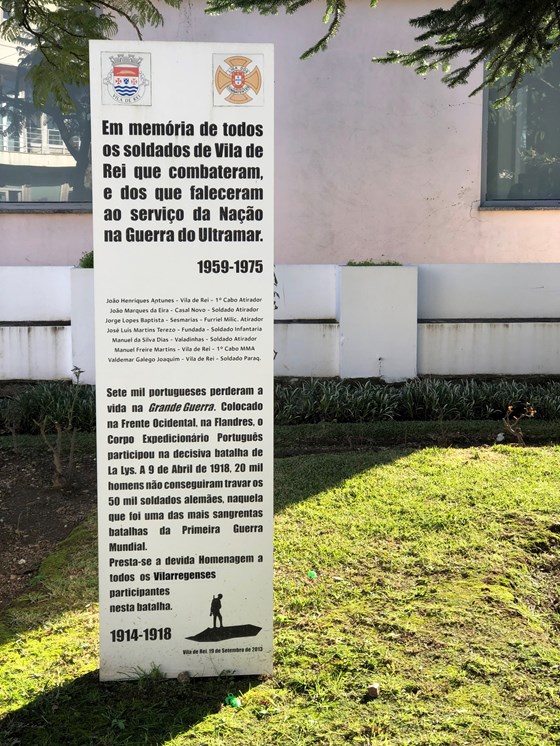 VILA DE REI
Em memória de todos
os soldados de Vila de
Rei que combateram,
e dos que faleceram
ao serviço da Nação
na Guerra do Ultramar.
1959-1975
João Henriques Antunes - Vila de Rei - 1º Cabo Atirador
João Marques da Eira - Casal Novo - Soldado Atirador
Jorge Lopes Baptista - Sesmarias - Furriel Milic. Atirador
José Luís Martins Terezo - Fundada - Soldado Infantaria
Manuel da Silva Dias - Valadinhas - Soldado Atirador
Manuel Freire Martins - Vila de Rei - 1º Cabo MMA
Valdemar Galego Joaquim - Vila de Rei - Soldado Paraq.
Sete mil portugueses perderam a
vida na Grande Guerra. Colocado
na Frente Ocidental, na Flandres, o
Corpo Expedicionário Português
participou na decisiva batalha de
La Lys. A 9 de Abril de 1918, 20 mil
homens não conseguiram travar os
50 mil soldados alemães, naquela
que foi uma das mais sangrentas
batalhas da Primeira Guerra
Mundial.
Presta-se a devida Homenagem a
todos os Vilarregenses
participantes
nesta batalha.
1914-1918
Vila de Rei, 19 de Setembro de 2013